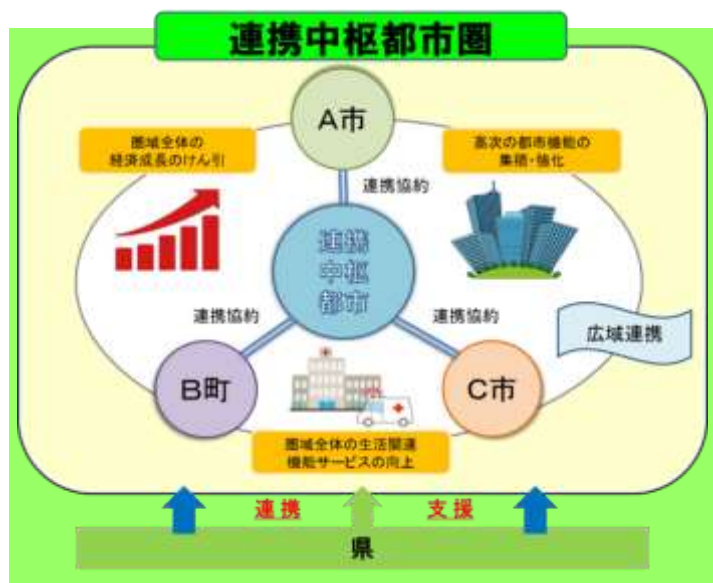 連携中枢都市圏
A市
圏域全体の
経済成長のけん引
高次の都市機能の
集積・強化
連携協約
連携
中枢
都市
連携協約
連携協約
広域連携
B町
C市
圏域全体の生活関連
機能サービスの向上
連携
支援
県